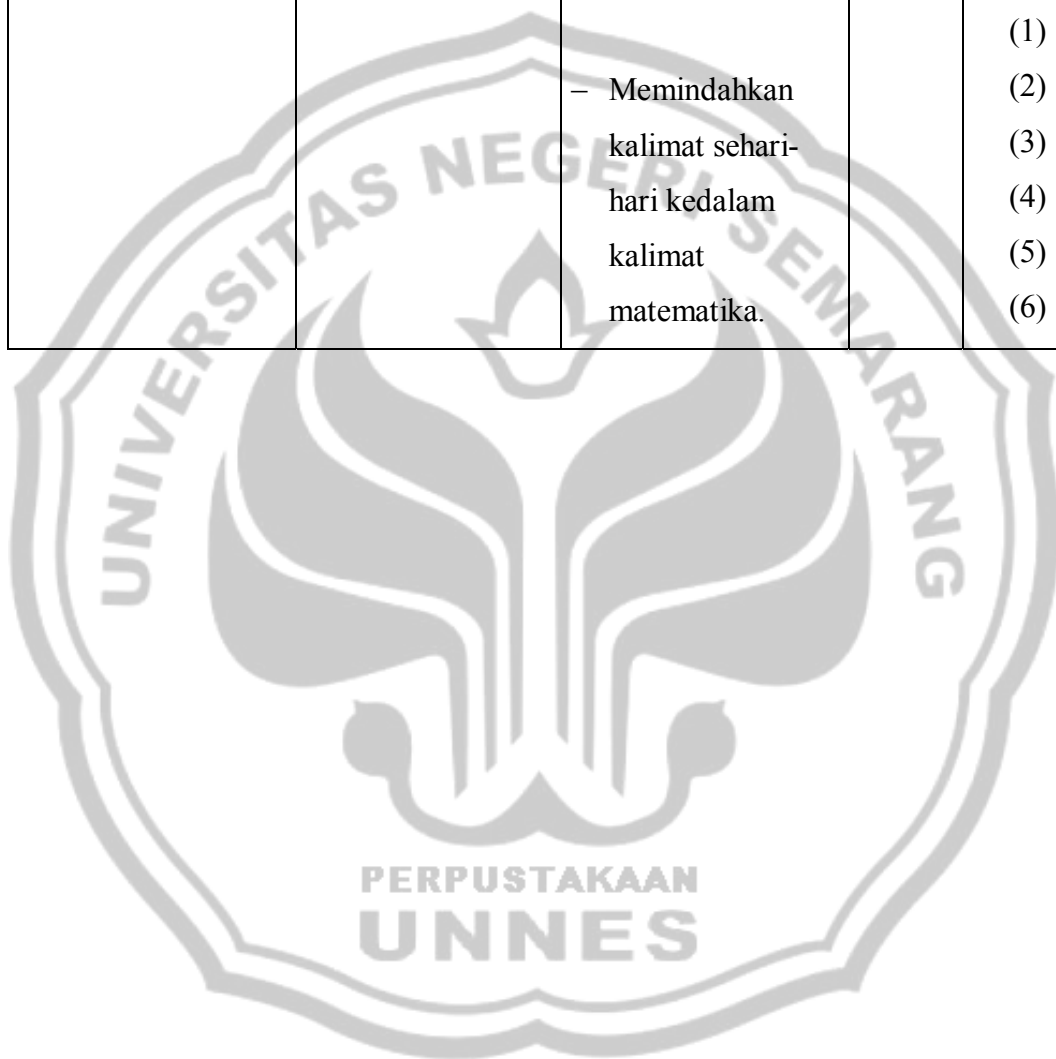 (1)
– Memindahkan (2)
kalimat sehari- (3)
hari kedalam (4)
kalimat (5)
matematika. (6)
UNIVERSITAS NEGERI SEMARANG
PERPUSTAKAAN
UNNES